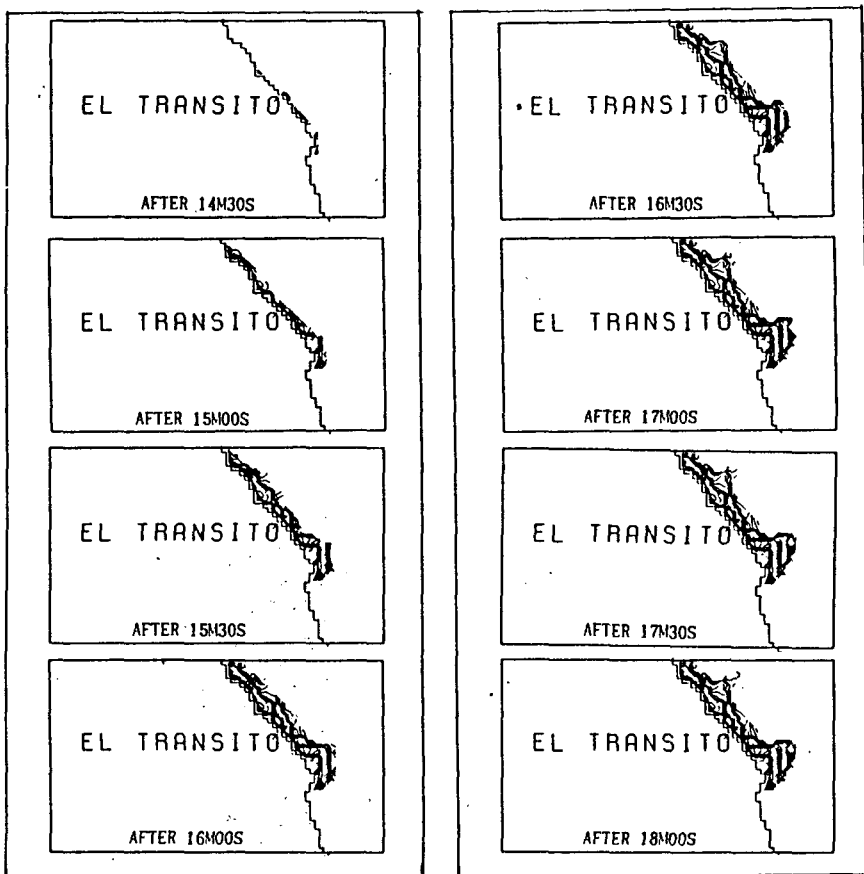 EL TRANSITO
AFTER 14M30S
EL TRANSITO
AFTER 15M00S
EL TRANSITO
AFTER 15M30S
EL TRANSITO
AFTER 16M00S
EL TRANSITO
AFTER 16M30S
EL TRANSITO
AFTER 17M00S
EL TRANSITO
AFTER 17M30S
EL TRANSITO
AFTER 18M00S